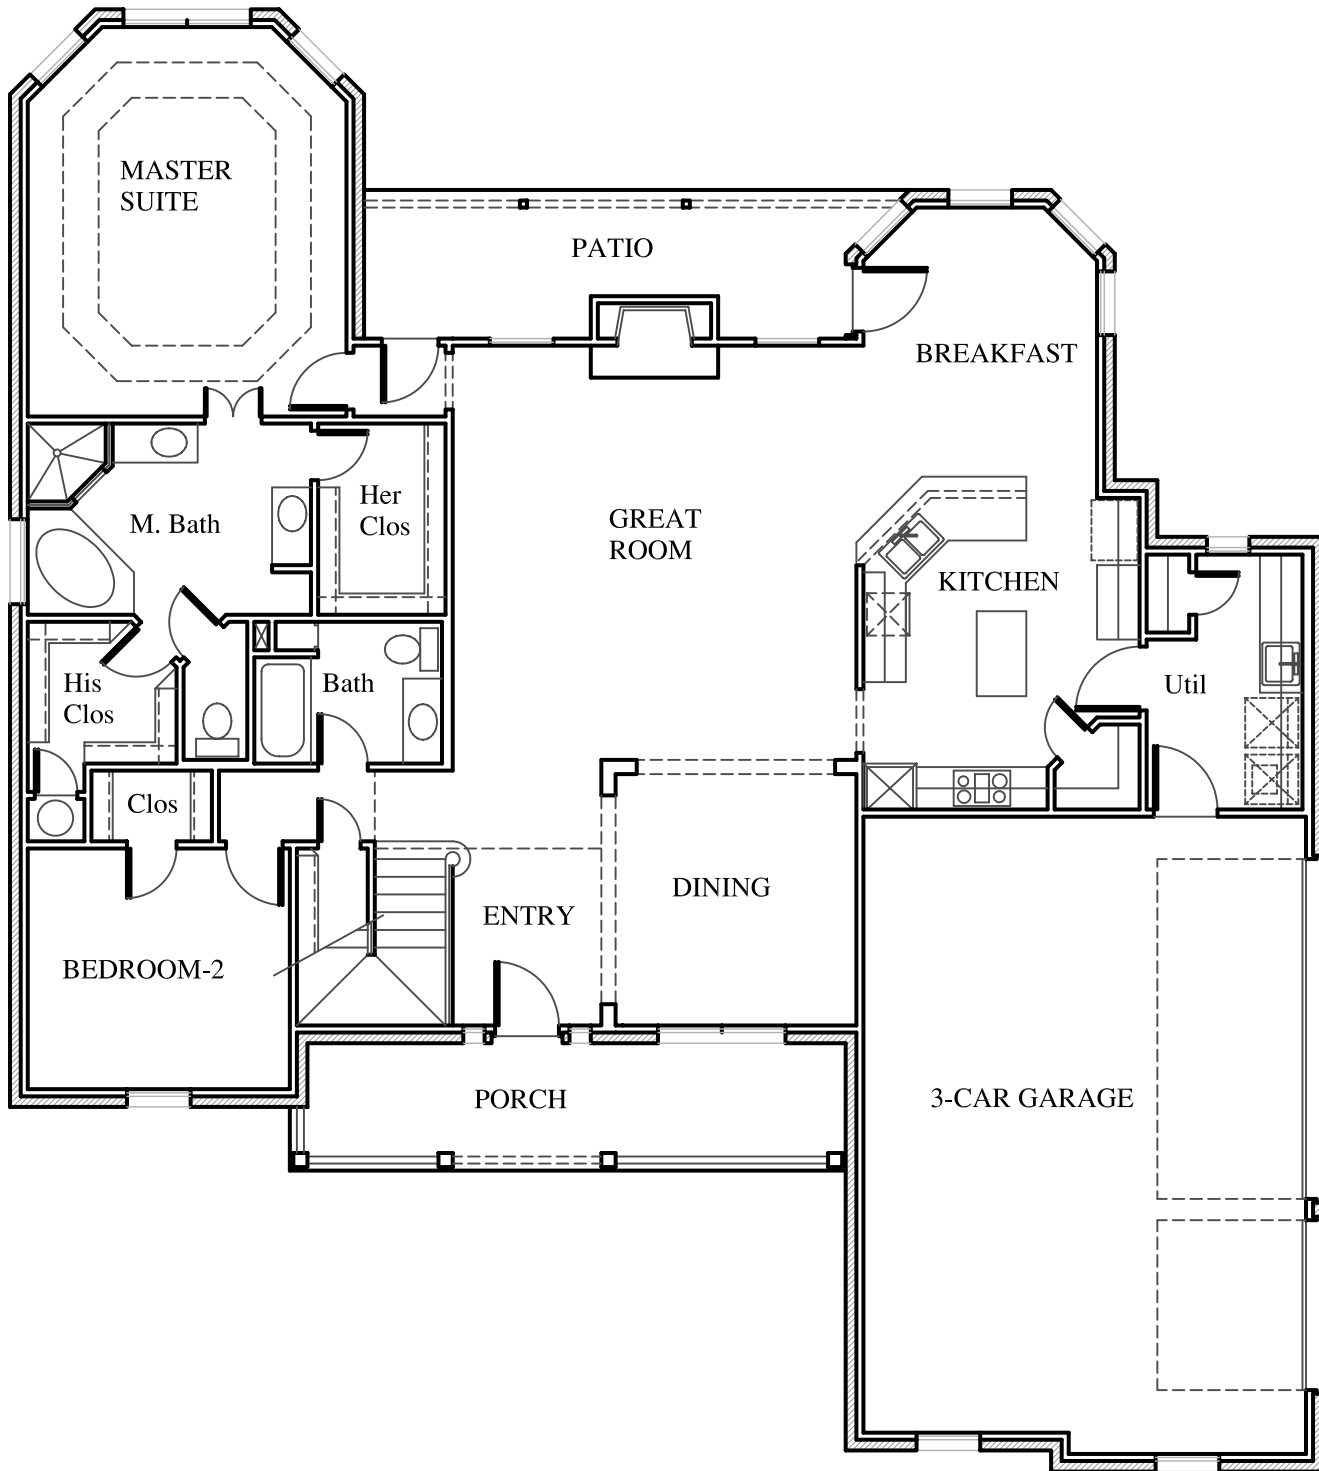 MASTER
SUITE
PATIO
BREAKFAST
Her
Clos
M. Bath
GREAT
ROOM
KITCHEN
His
Clos
Bath
Util
Clos
DINING
ENTRY
BEDROOM-2
PORCH
3-CAR GARAGE